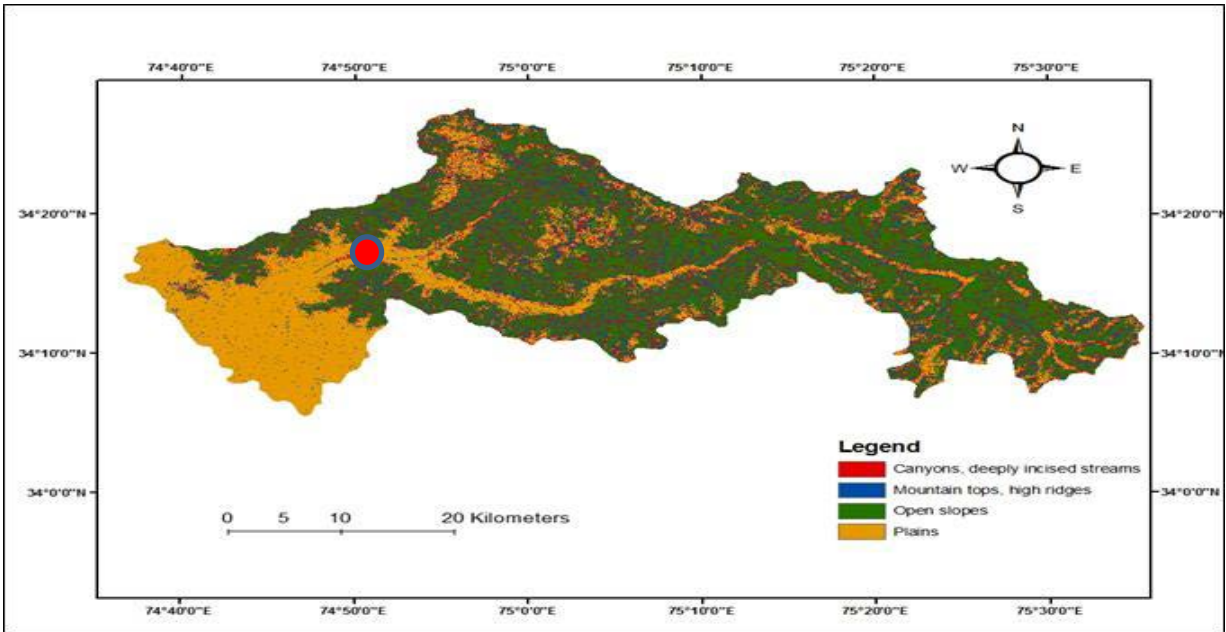 74°40'0"E 74°50'0"E 75°0'0"E 75°10'0"E 75°20'0"E 75°30'0"E
N
W E
S
34°20'0"N 34°20'0"N
34°10'0"N 34°10'0"N
Legend
Canyons, deeply incised streams
Mountain tops, high ridges
Open slopes
Plains
34°0'0"N 34°0'0"N
0 5 10 20 Kilometers
74°40'0"E 74°50'0"E 75°0'0"E 75°10'0"E 75°20'0"E 75°30'0"E